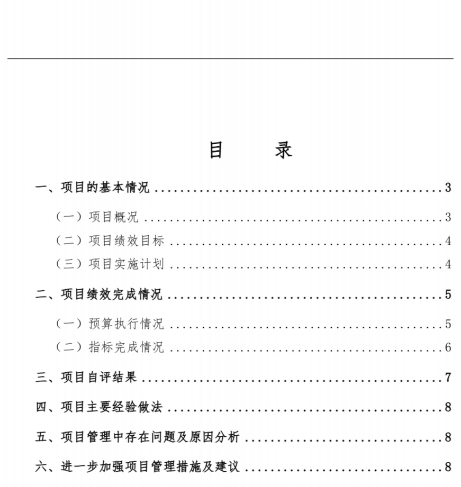 目 录
一、项目的基本情况 ............................................. 3
（一）项目概况 ............................................. 3
（二）项目绩效目标 ............................................. 4
（三）项目实施计划 ............................................. 4
二、项目绩效完成情况 ............................................. 5
（一）预算执行情况 ............................................. 5
（二）指标完成情况 ............................................. 6
三、项目自评结果 ............................................. 7
四、项目主要经验做法 ............................................. 8
五、项目管理中存在问题及原因分析 ................................ 8
六、进一步加强项目管理措施及建议 ................................ 8